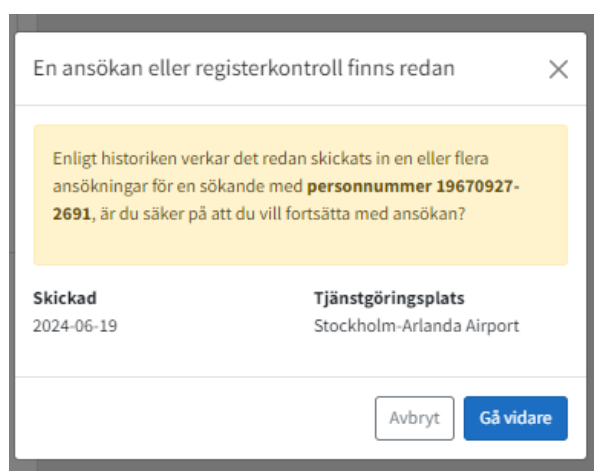 En ansökan eller registerkontroll finns redan
Enligt historiken verkar det redan skickats in en eller flera
ansökningar för en sökande med personnummer 19670927-
2691, är du säker på att du vill fortsätta med ansökan?
Skickad
Tjänstgöringsplats
2024-06-19
Stockholm-Arlanda Airport
Avbryt
Gå vidare